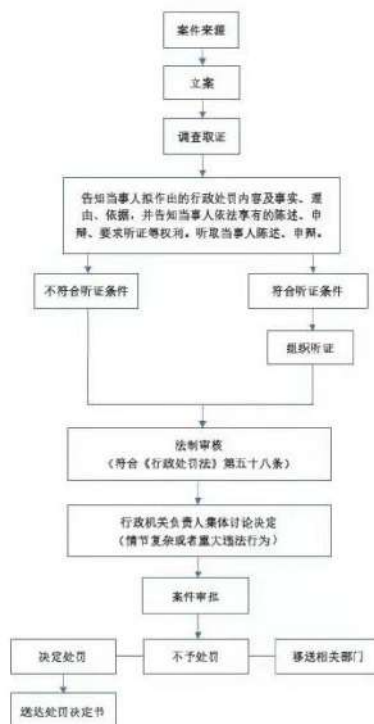 案件来源
立案
调查取证
告知当事人拟作出的行政处罚内容及事实、理
由、依据，并告知当事人依法享有的陈述、申
辩、要求听证等权利。听取当事人陈述、申辩。
不符合听证条件
符合听证条件
组织听证
法制审核
（符合《行政处罚法》第五十八条）
行政机关负责人集体讨论决定
（情节复杂或者重大违法行为）
案件审批
决定处罚
不予处罚
移送相关部门
送达处罚决定书